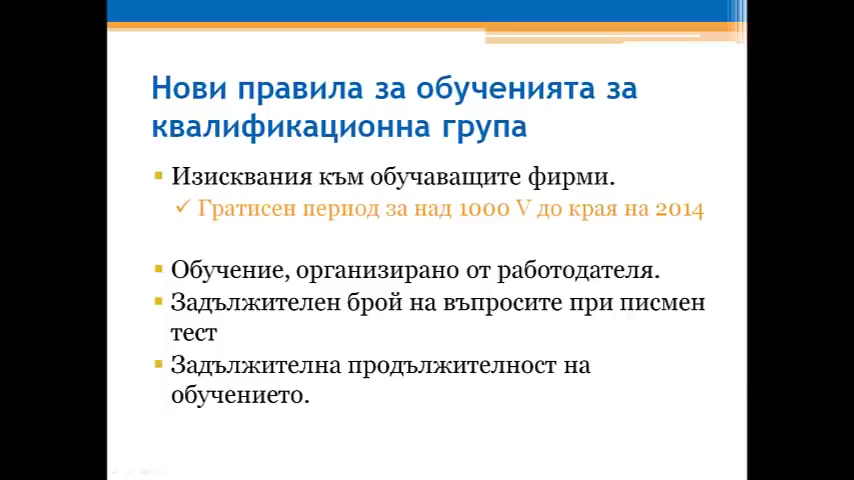 Нови правила за обученията за
квалификационна група
Изисквания към обучаващите фирми.
Гратисен период за над 1000 V до края на 2014
Обучение, организирано от работодателя.
Задължителен брой на въпросите при писмен
тест
Задължителна продължителност на
обучението.